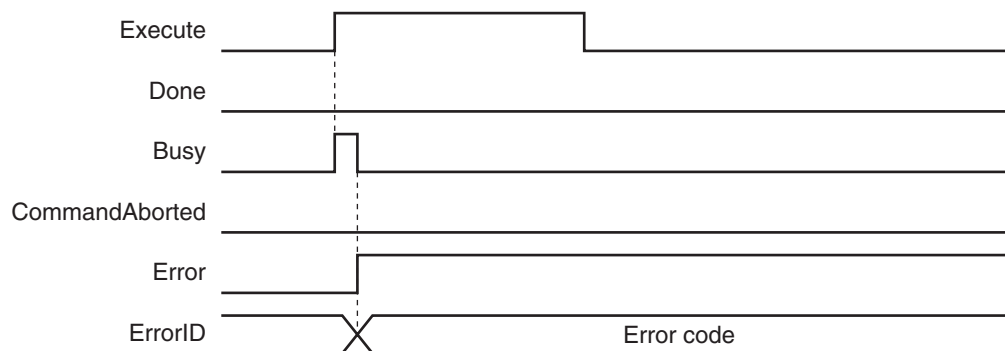 Execute
Done
Busy
CommandAborted
Error
ErrorID
Error code